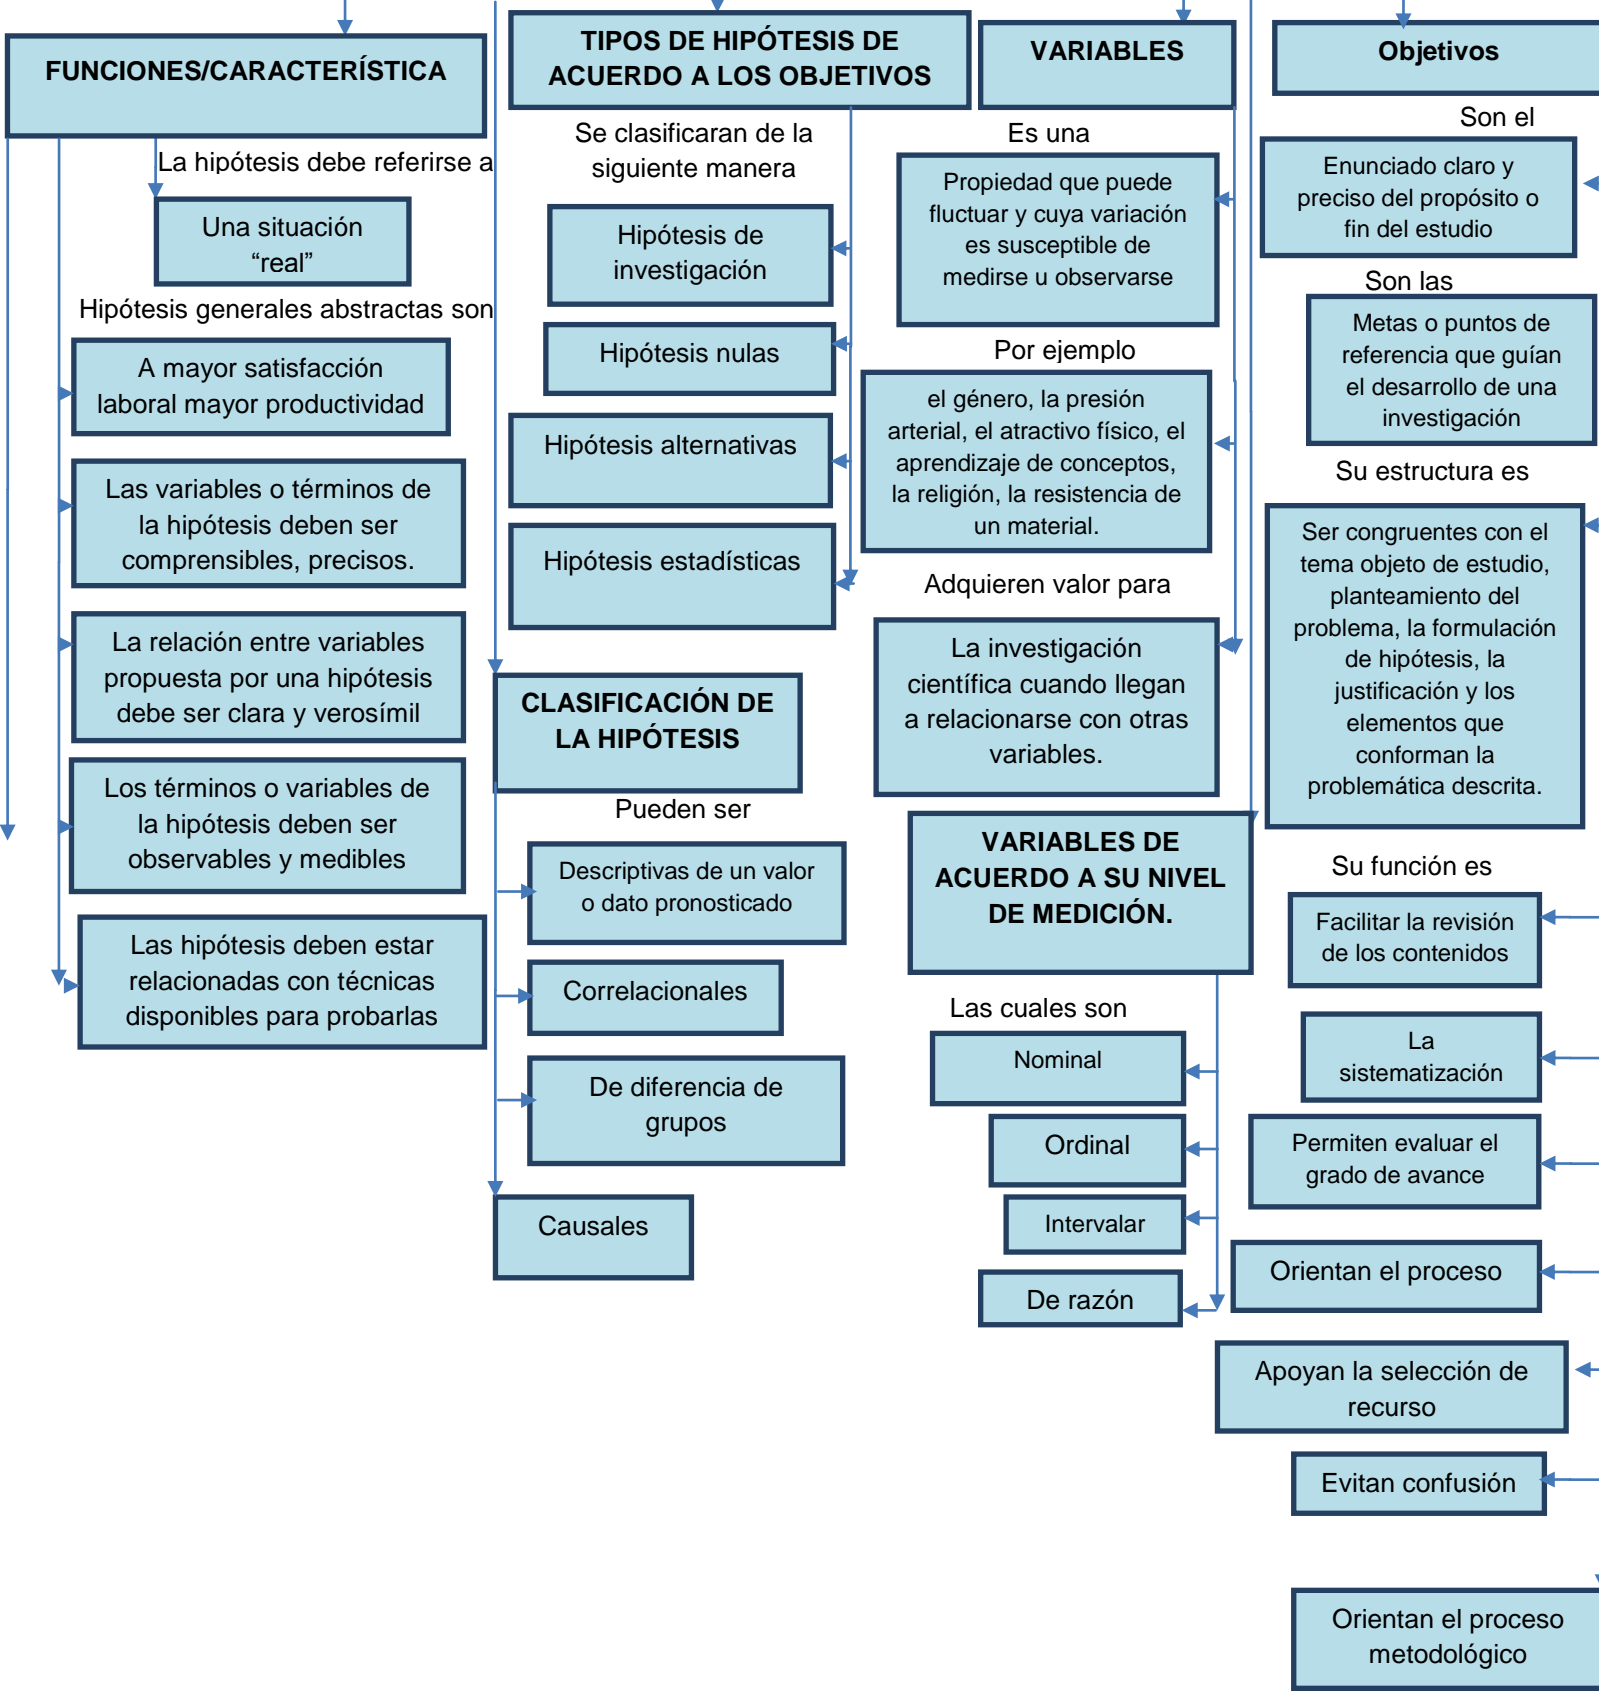 FUNCIONES/CARACTERÍSTICA
La hipótesis debe referirse a
Una situación
“real”
Hipótesis generales abstractas son
A mayor satisfacción
laboral mayor productividad
Las variables o términos de
la hipótesis deben ser
comprensibles, precisos.
La relación entre variables
propuesta por una hipótesis
debe ser clara y verosímil
Los términos o variables de
la hipótesis deben ser
observables y medibles
Las hipótesis deben estar
relacionadas con técnicas
disponibles para probarlas
TIPOS DE HIPÓTESIS DE
ACUERDO A LOS OBJETIVOS
Se clasificaran de la
siguiente manera
Hipótesis de
investigación
Hipótesis nulas
Hipótesis alternativas
Hipótesis estadísticas
CLASIFICACIÓN DE
LA HIPÓTESIS
Pueden ser
Descriptivas de un valor
o dato pronosticado
Correlacionales
De diferencia de
grupos
Causales
VARIABLES
Es una
Propiedad que puede
fluctuar y cuya variación
es susceptible de
medirse u observarse
Por ejemplo
el género, la presión
arterial, el atractivo físico, el
aprendizaje de conceptos,
la religión, la resistencia de
un material.
Adquieren valor para
La investigación
científica cuando llegan
a relacionarse con otras
variables.
VARIABLES DE
ACUERDO A SU NIVEL
DE MEDICIÓN.
Las cuales son
Nominal
Ordinal
Intervalar
De razón
Objetivos
Son el
Enunciado claro y
preciso del propósito o
fin del estudio
Son las
Metas o puntos de
referencia que guían
el desarrollo de una
investigación
Su estructura es
Ser congruentes con el
tema objeto de estudio,
planteamiento del
problema, la formulación
de hipótesis, la
justificación y los
elementos que
conforman la
problemática descrita.
Su función es
Facilitar la revisión
de los contenidos
La
sistematización
Permiten evaluar el
grado de avance
Orientan el proceso
Apoyan la selección de
recurso
Evitan confusión
Orientan el proceso
metodológico